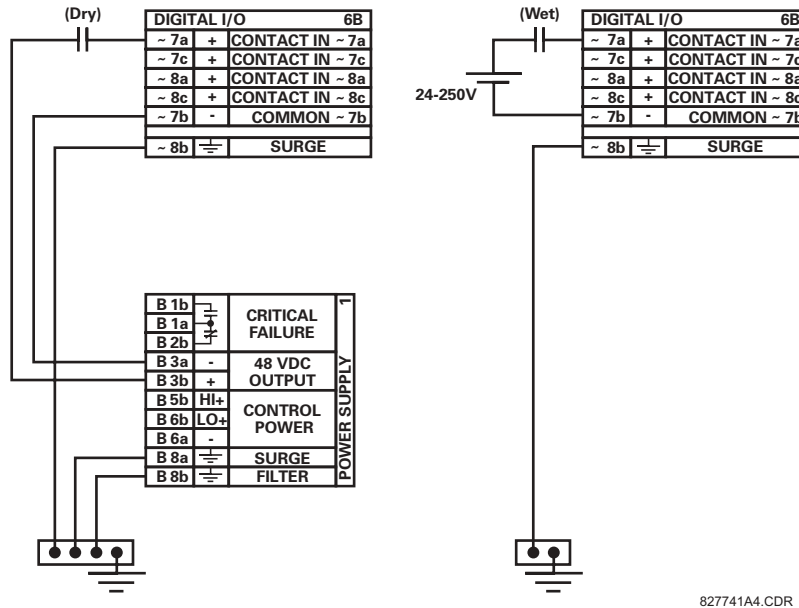 (Dry)
DIGITAL I/O 6B
~ 7a + CONTACT IN ~ 7a
~ 7c + CONTACT IN ~ 7c
~ 8a + CONTACT IN ~ 8a
~ 8c + CONTACT IN ~ 8c
~ 7b - COMMON ~ 7b
~ 8b SURGE
B 1b
B 1a
B 2b
CRITICAL
FAILURE
B 3a -
B 3b +
48 VDC
OUTPUT
B 5b HI+
B 6b LO+
B 6a -
CONTROL
POWER
B 8a SURGE
B 8b FILTER
POWER SUPPLY 1
(Wet)
24-250V
DIGITAL I/O 6B
~ 7a + CONTACT IN ~ 7a
~ 7c + CONTACT IN ~ 7c
~ 8a + CONTACT IN ~ 8a
~ 8c + CONTACT IN ~ 8c
~ 7b - COMMON ~ 7b
~ 8b SURGE
827741A4.CDR